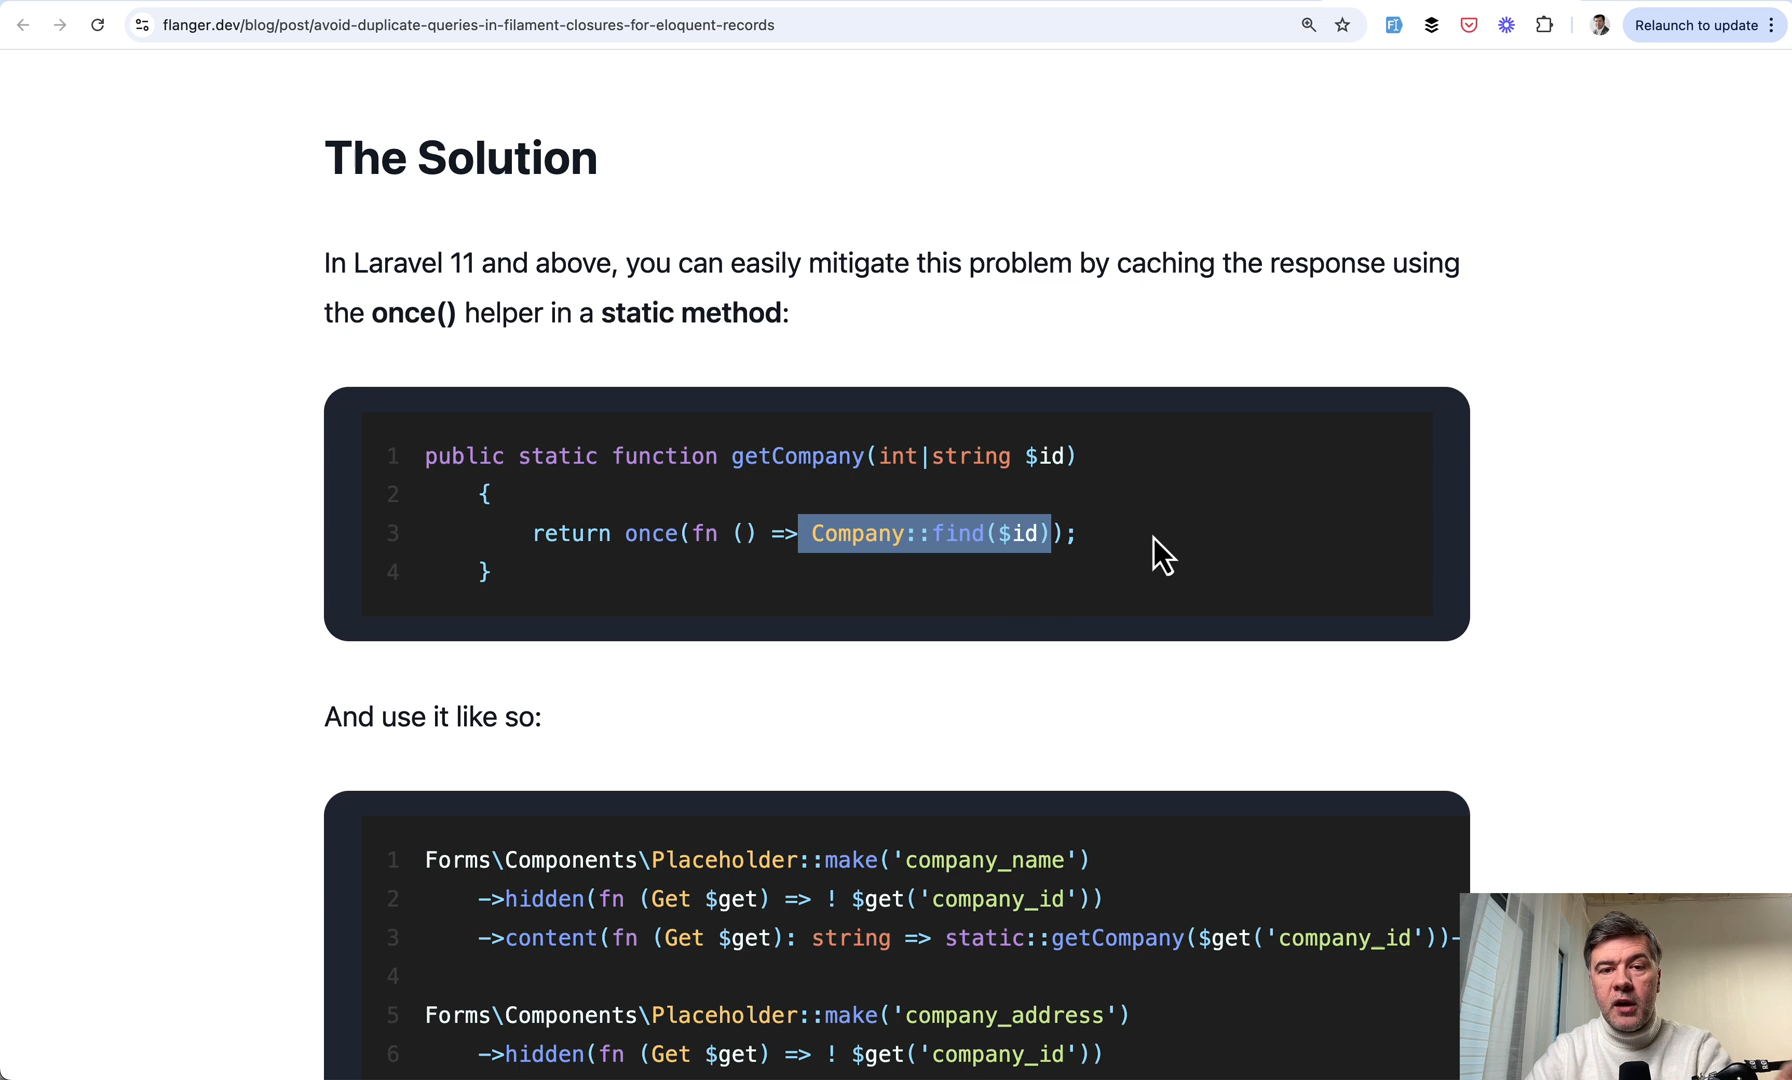 flanger.dev/blog/post/avoid-duplicate-queries-in-filament-closures-for-eloquent-records
Relaunch to update
The Solution
In Laravel 11 and above, you can easily mitigate this problem by caching the response using
the once() helper in a static method:
1 public static function getCompany(int|string $id)
2 {
3 return once(fn () => Company::find($id));
4 }
And use it like so:
1 Forms\Components\Placeholder::make('company_name')
2 ->hidden(fn (Get $get) => ! $get('company_id'))
3 ->content(fn (Get $get): string => static::getCompany($get('company_id'))-
4
5 Forms\Components\Placeholder::make('company_address')
6 ->hidden(fn (Get $get) => ! $get('company_id'))